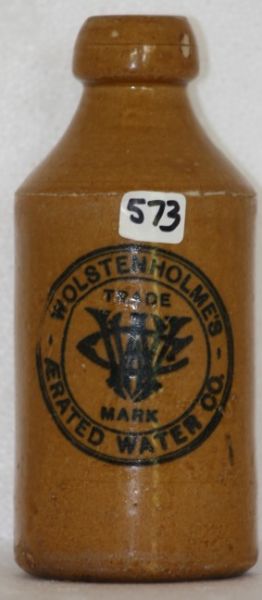 573
WOLSTENHOLME'S
TRADE
MARK
ÆRATED WATER CO.